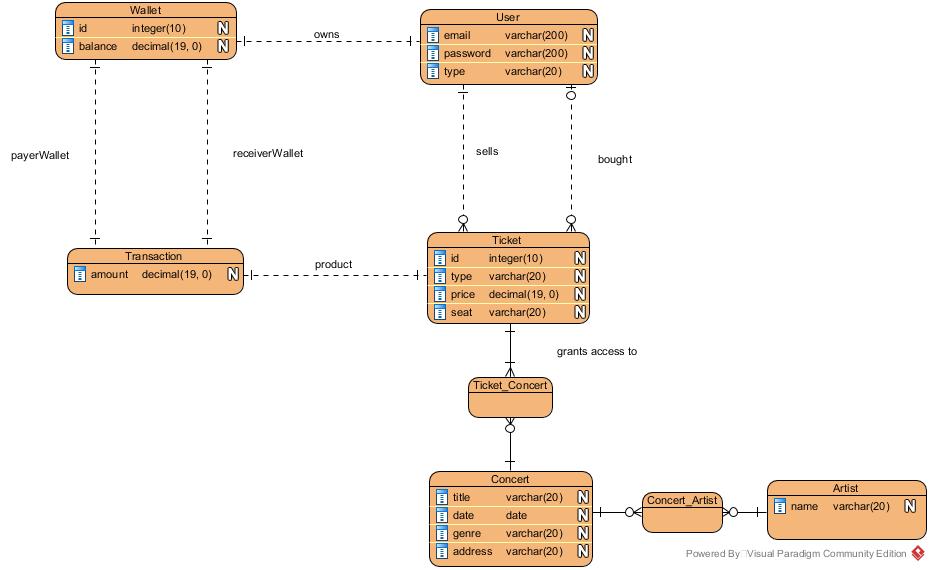 Wallet
id integer(10) N
balance decimal(19, 0) N
owns
User
email varchar(200) N
password varchar(200) N
type varchar(20) N
payerWallet
receiverWallet
sells
bought
Transaction
amount decimal(19, 0) N
product
Ticket
id integer(10) N
type varchar(20) N
price decimal(19, 0) N
seat varchar(20) N
grants access to
Ticket_Concert
Concert
title varchar(20) N
date date N
genre varchar(20) N
address varchar(20) N
Concert_Artist
Artist
name varchar(20) N
Powered By Visual Paradigm Community Edition